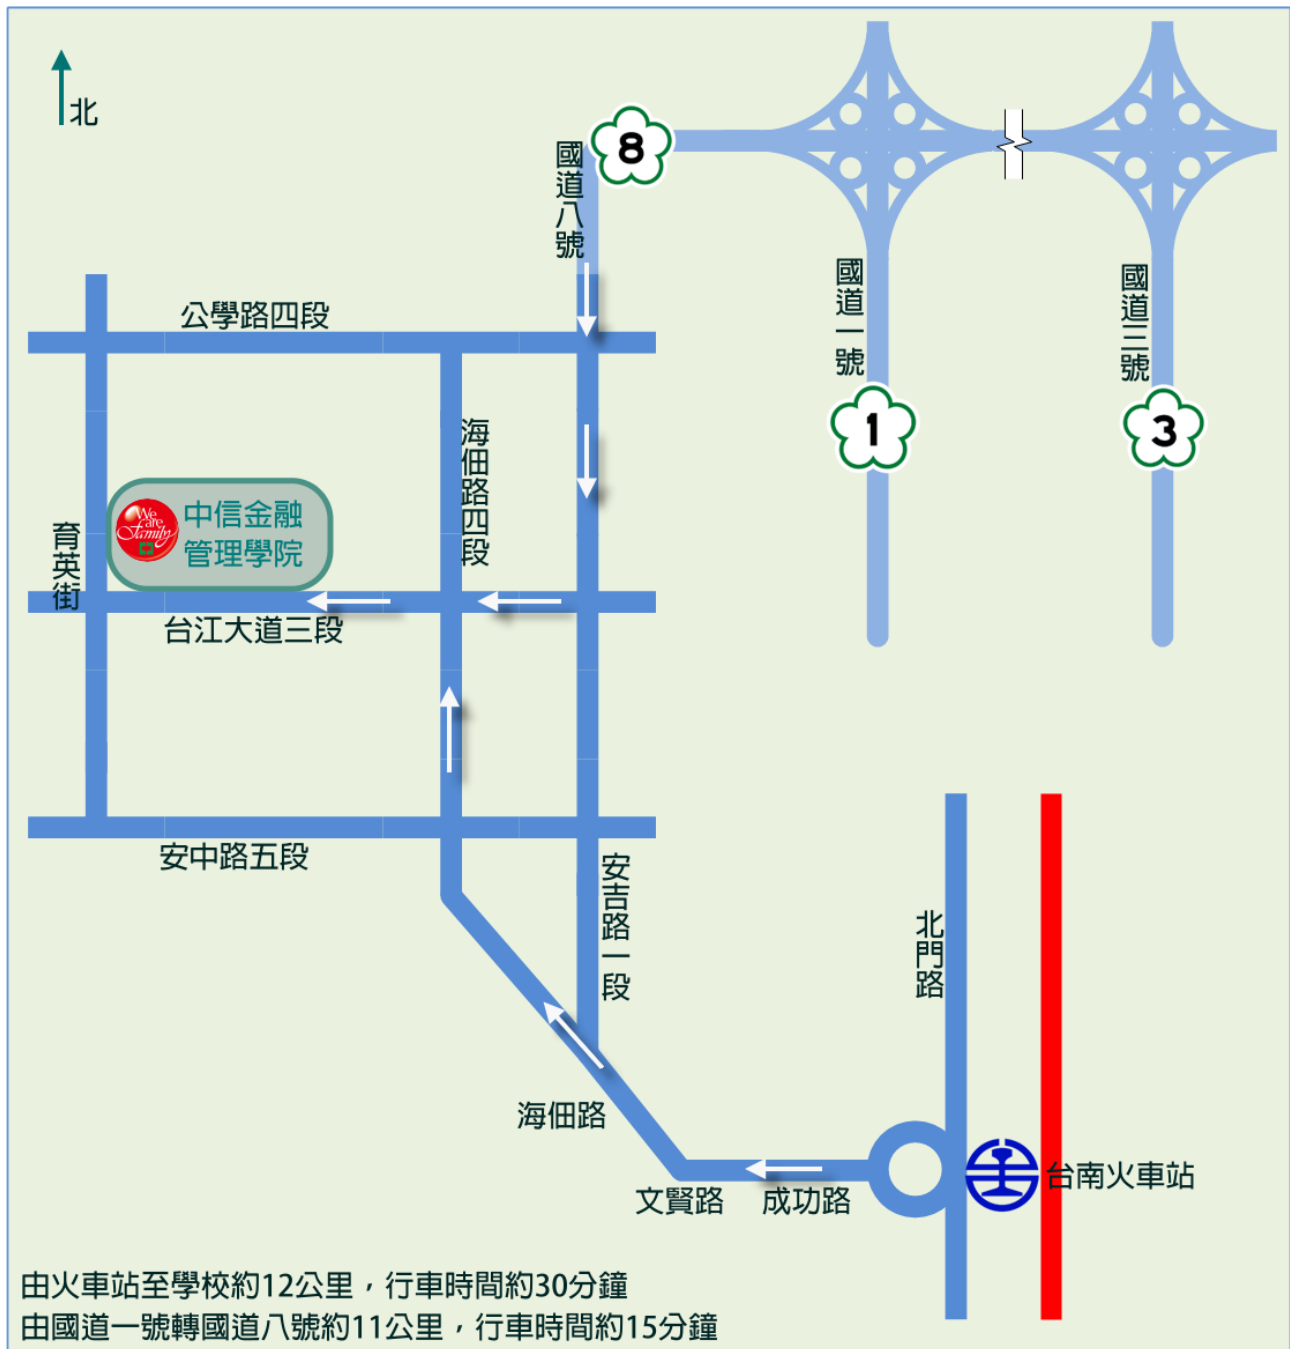 北
8
國道八號
國道一號
國道三號
公學路四段
1
3
海佃路四段
We
are
Family
中信金融
管理學院
育英街
台江大道三段
安中路五段
安吉路一段
北門路
海佃路
台南火車站
文賢路
成功路
由火車站至學校約12公里，行車時間約30分鐘
由國道一號轉國道八號約11公里，行車時間約15分鐘